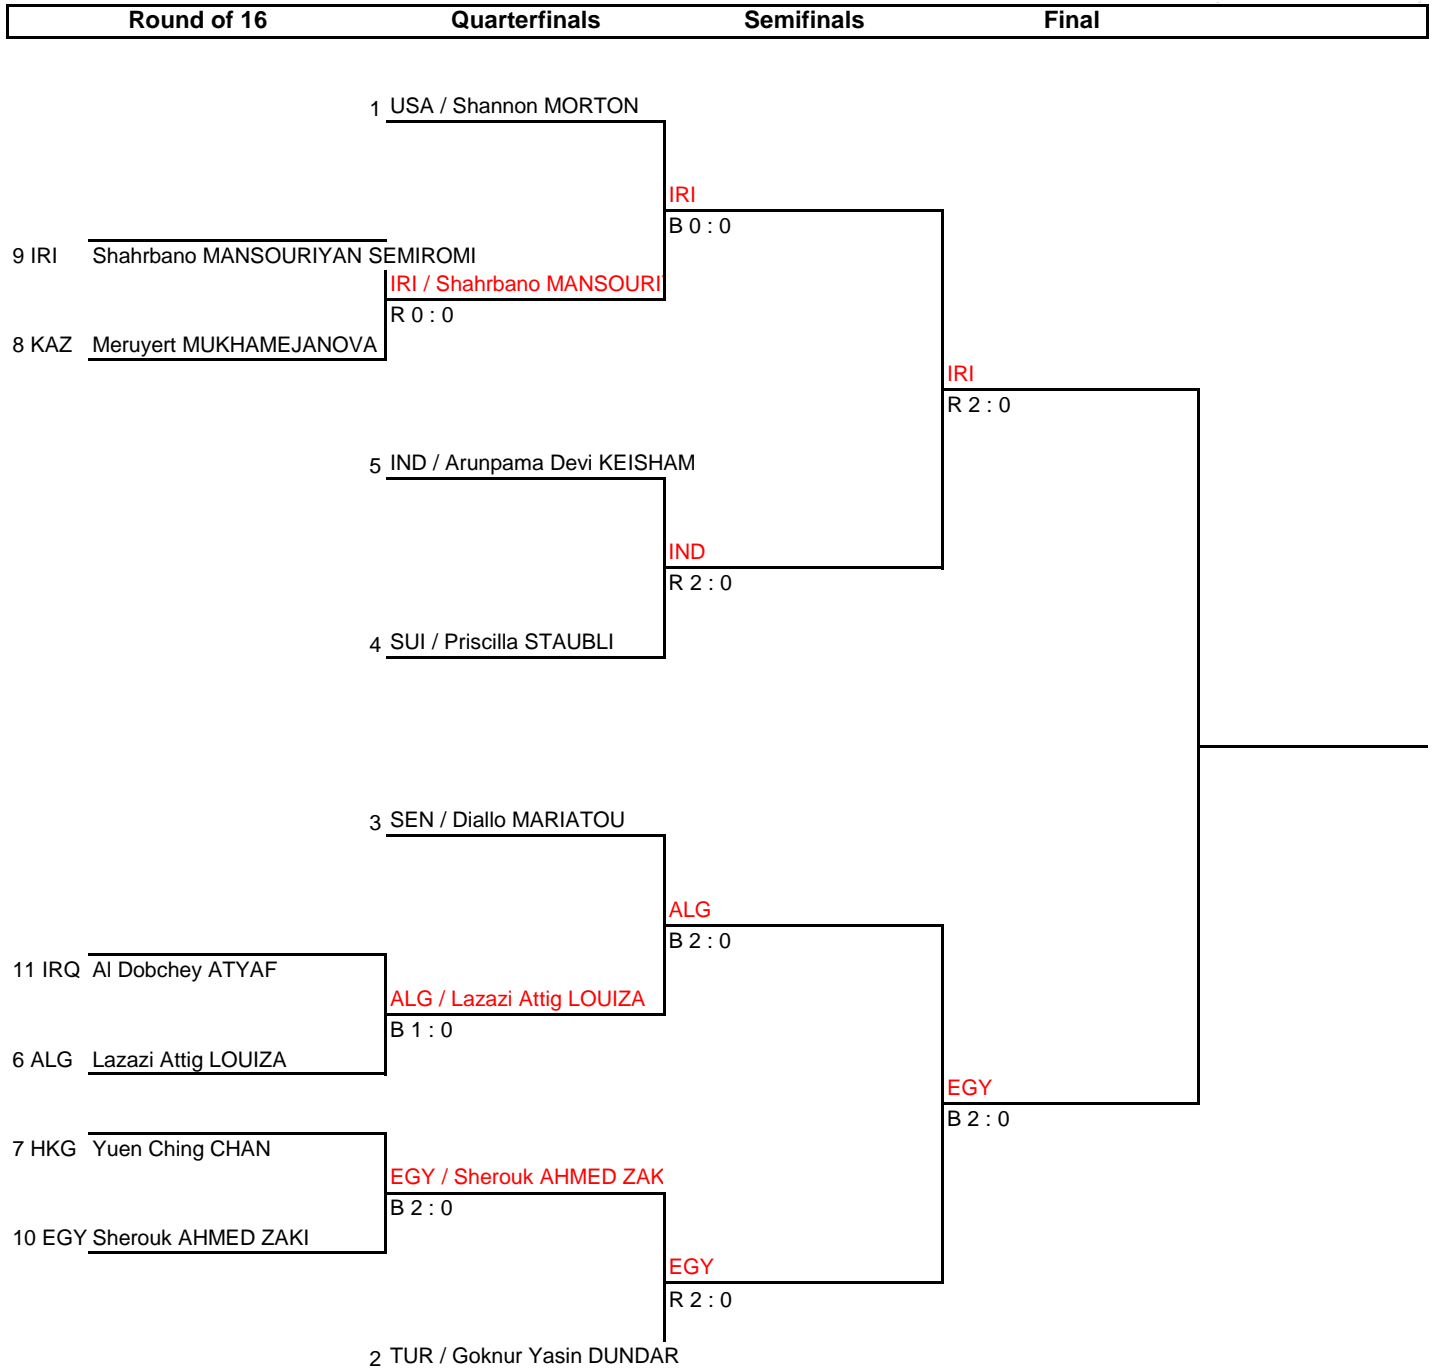 Round of 16 Quarterfinals Semifinals Final
1 USA / Shannon MORTON
IRI
B 0 : 0
9 IRI Shahrbano MANSOURIYAN SEMIROMI
IRI / Shahrbano MANSOURI
R 0 : 0
8 KAZ Meruyert MUKHAMEJANOVA
IRI
R 2 : 0
5 IND / Arunpama Devi KEISHAM
IND
R 2 : 0
4 SUI / Priscilla STAUBLI
3 SEN / Diallo MARIATOU
ALG
B 2 : 0
11 IRQ Al Dobchey ATYAF
ALG / Lazazi Attig LOUIZA
B 1 : 0
6 ALG Lazazi Attig LOUIZA
EGY
B 2 : 0
7 HKG Yuen Ching CHAN
EGY / Sherouk AHMED ZAK
B 2 : 0
10 EGY Sherouk AHMED ZAKI
EGY
R 2 : 0
2 TUR / Goknur Yasin DUNDAR